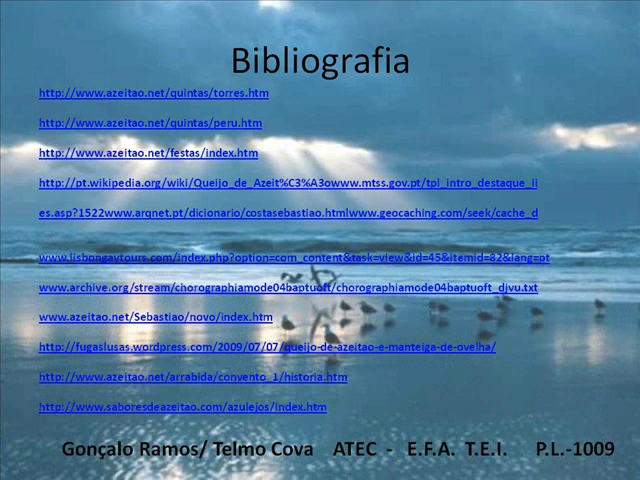 Bibliografia
http://www.azeitao.net/quintas/torres.htm
http://www.azeitao.net/quintas/peru.htm
http://www.azeitao.net/festas/index.htm
http://pt.wikipedia.org/wiki/Queijo_de_Azeit%C3%A3owww.mtss.gov.pt/tpl_intro_destaque_ii
es.asp?1522www.arqnet.pt/dicionario/costasebastiao.htmlwww.geocaching.com/seek/cache_d
www.lisbongaytours.com/index.php?option=com_content&task=view&id=45&itemid=82&lang=pt
www.archive.org/stream/chorographiamode04baptuoft/chorographiamode04baptuoft_djvu.txt
www.azeitao.net/Sebastiao/novo/index.htm
http://fugaslusas.wordpress.com/2009/07/07/queijo-de-azeitao-e-manteiga-de-ovelha/
http://www.azeitao.net/arrabida/convento_1/historia.htm
http://www.saboresdeazeitao.com/azulejos/index.htm
Gonçalo Ramos/ Telmo Cova ATEC - E.F.A. T.E.I. P.L.-1009